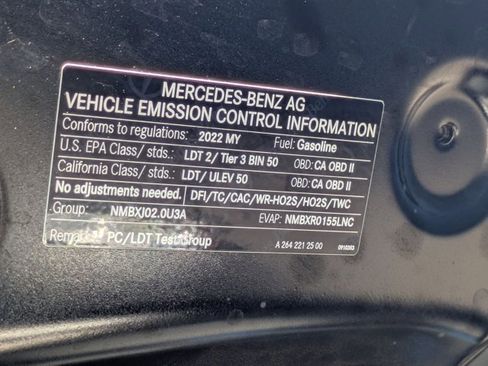 MERCEDES-BENZ AG
VEHICLE EMISSION CONTROL INFORMATION
Conforms to regulations: 2022 MY Fuel: Gasoline
U.S. EPA Class/ stds.: LDT 2/ Tier 3 BIN 50 OBD: CA OBD II
California Class/ stds.: LDT/ ULEV 50 OBD: CA OBD II
No adjustments needed. DFI/TC/CAC/WR-HO2S/HO2S/TWC
Group: NMBXJ02.0U3A EVAP: NMBXR0155LNC
Remarks: PC/LDT Test Group A 264 221 25 00